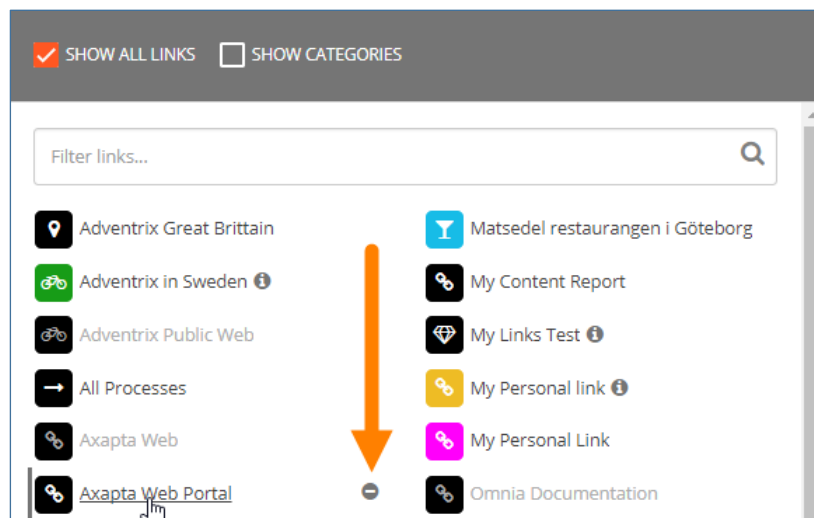 SHOW ALL LINKS SHOW CATEGORIES
Filter links...
Adventrix Great Brittain
Adventrix in Sweden
Adventrix Public Web
All Processes
Axapta Web
Axapta Web Portal
Matsedel restaurangen i Göteborg
My Content Report
My Links Test
My Personal link
My Personal Link
Omnia Documentation